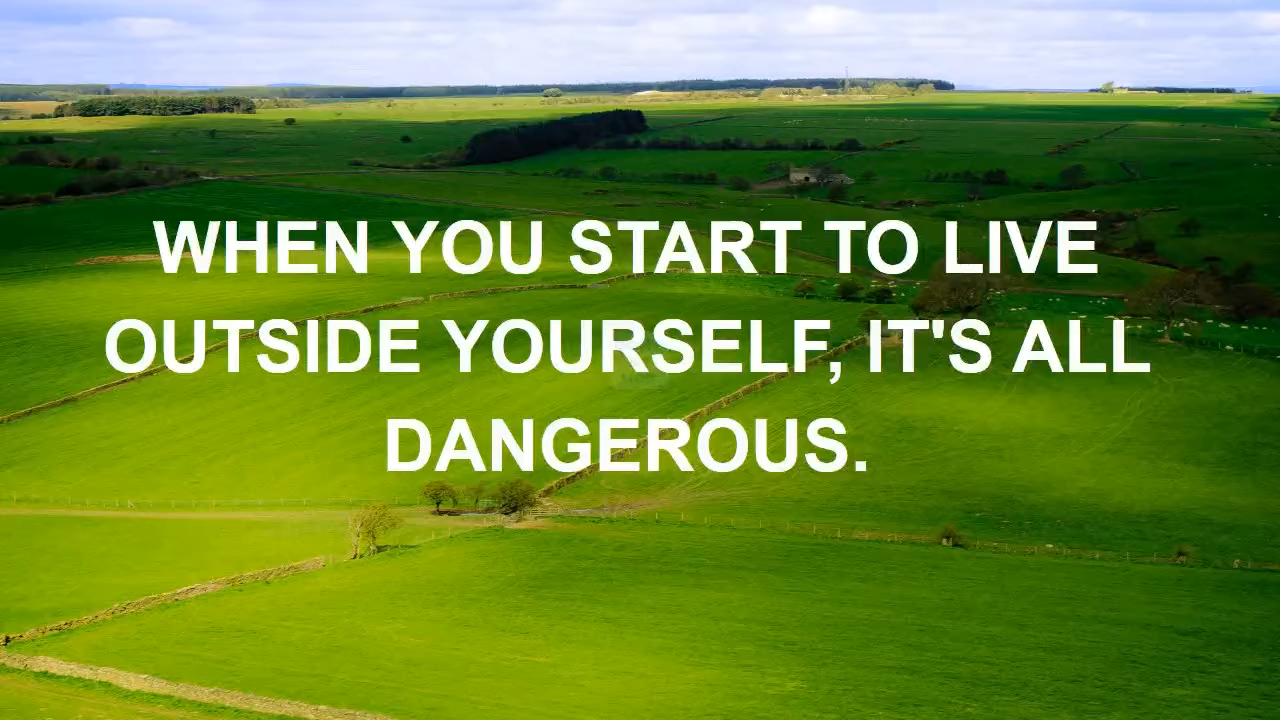 WHEN YOU START TO LIVE
OUTSIDE YOURSELF, IT'S ALL
DANGEROUS.